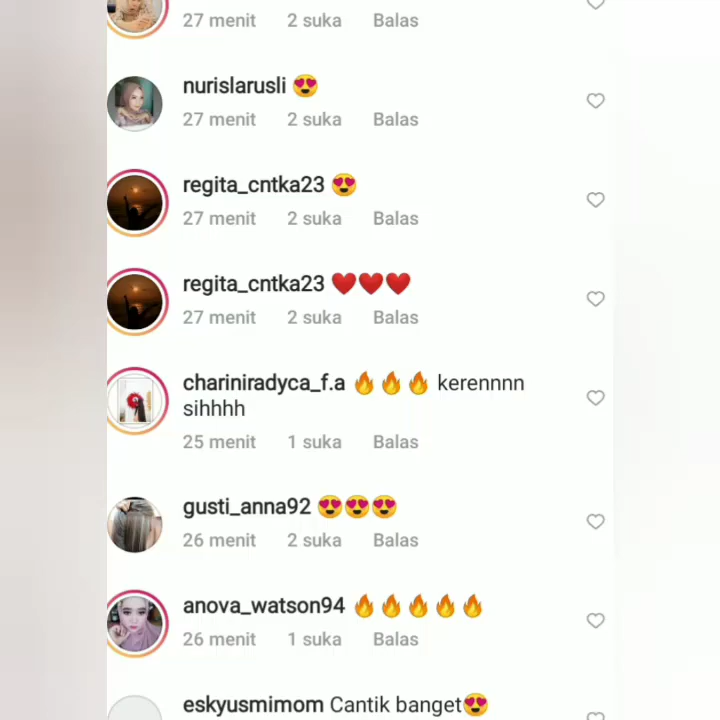 27 menit 2 suka Balas
nurislarusli 😍
27 menit 2 suka Balas
regita_cntka23 😍
27 menit 2 suka Balas
regita_cntka23 ❤️❤️❤️
27 menit 2 suka Balas
chariniradyca_f.a 🔥🔥🔥 kerennnn
sihhhh
25 menit 1 suka Balas
gusti_anna92 😍😍😍
26 menit 2 suka Balas
anova_watson94 🔥🔥🔥🔥🔥
26 menit 1 suka Balas
eskyusmimom Cantik banget😍